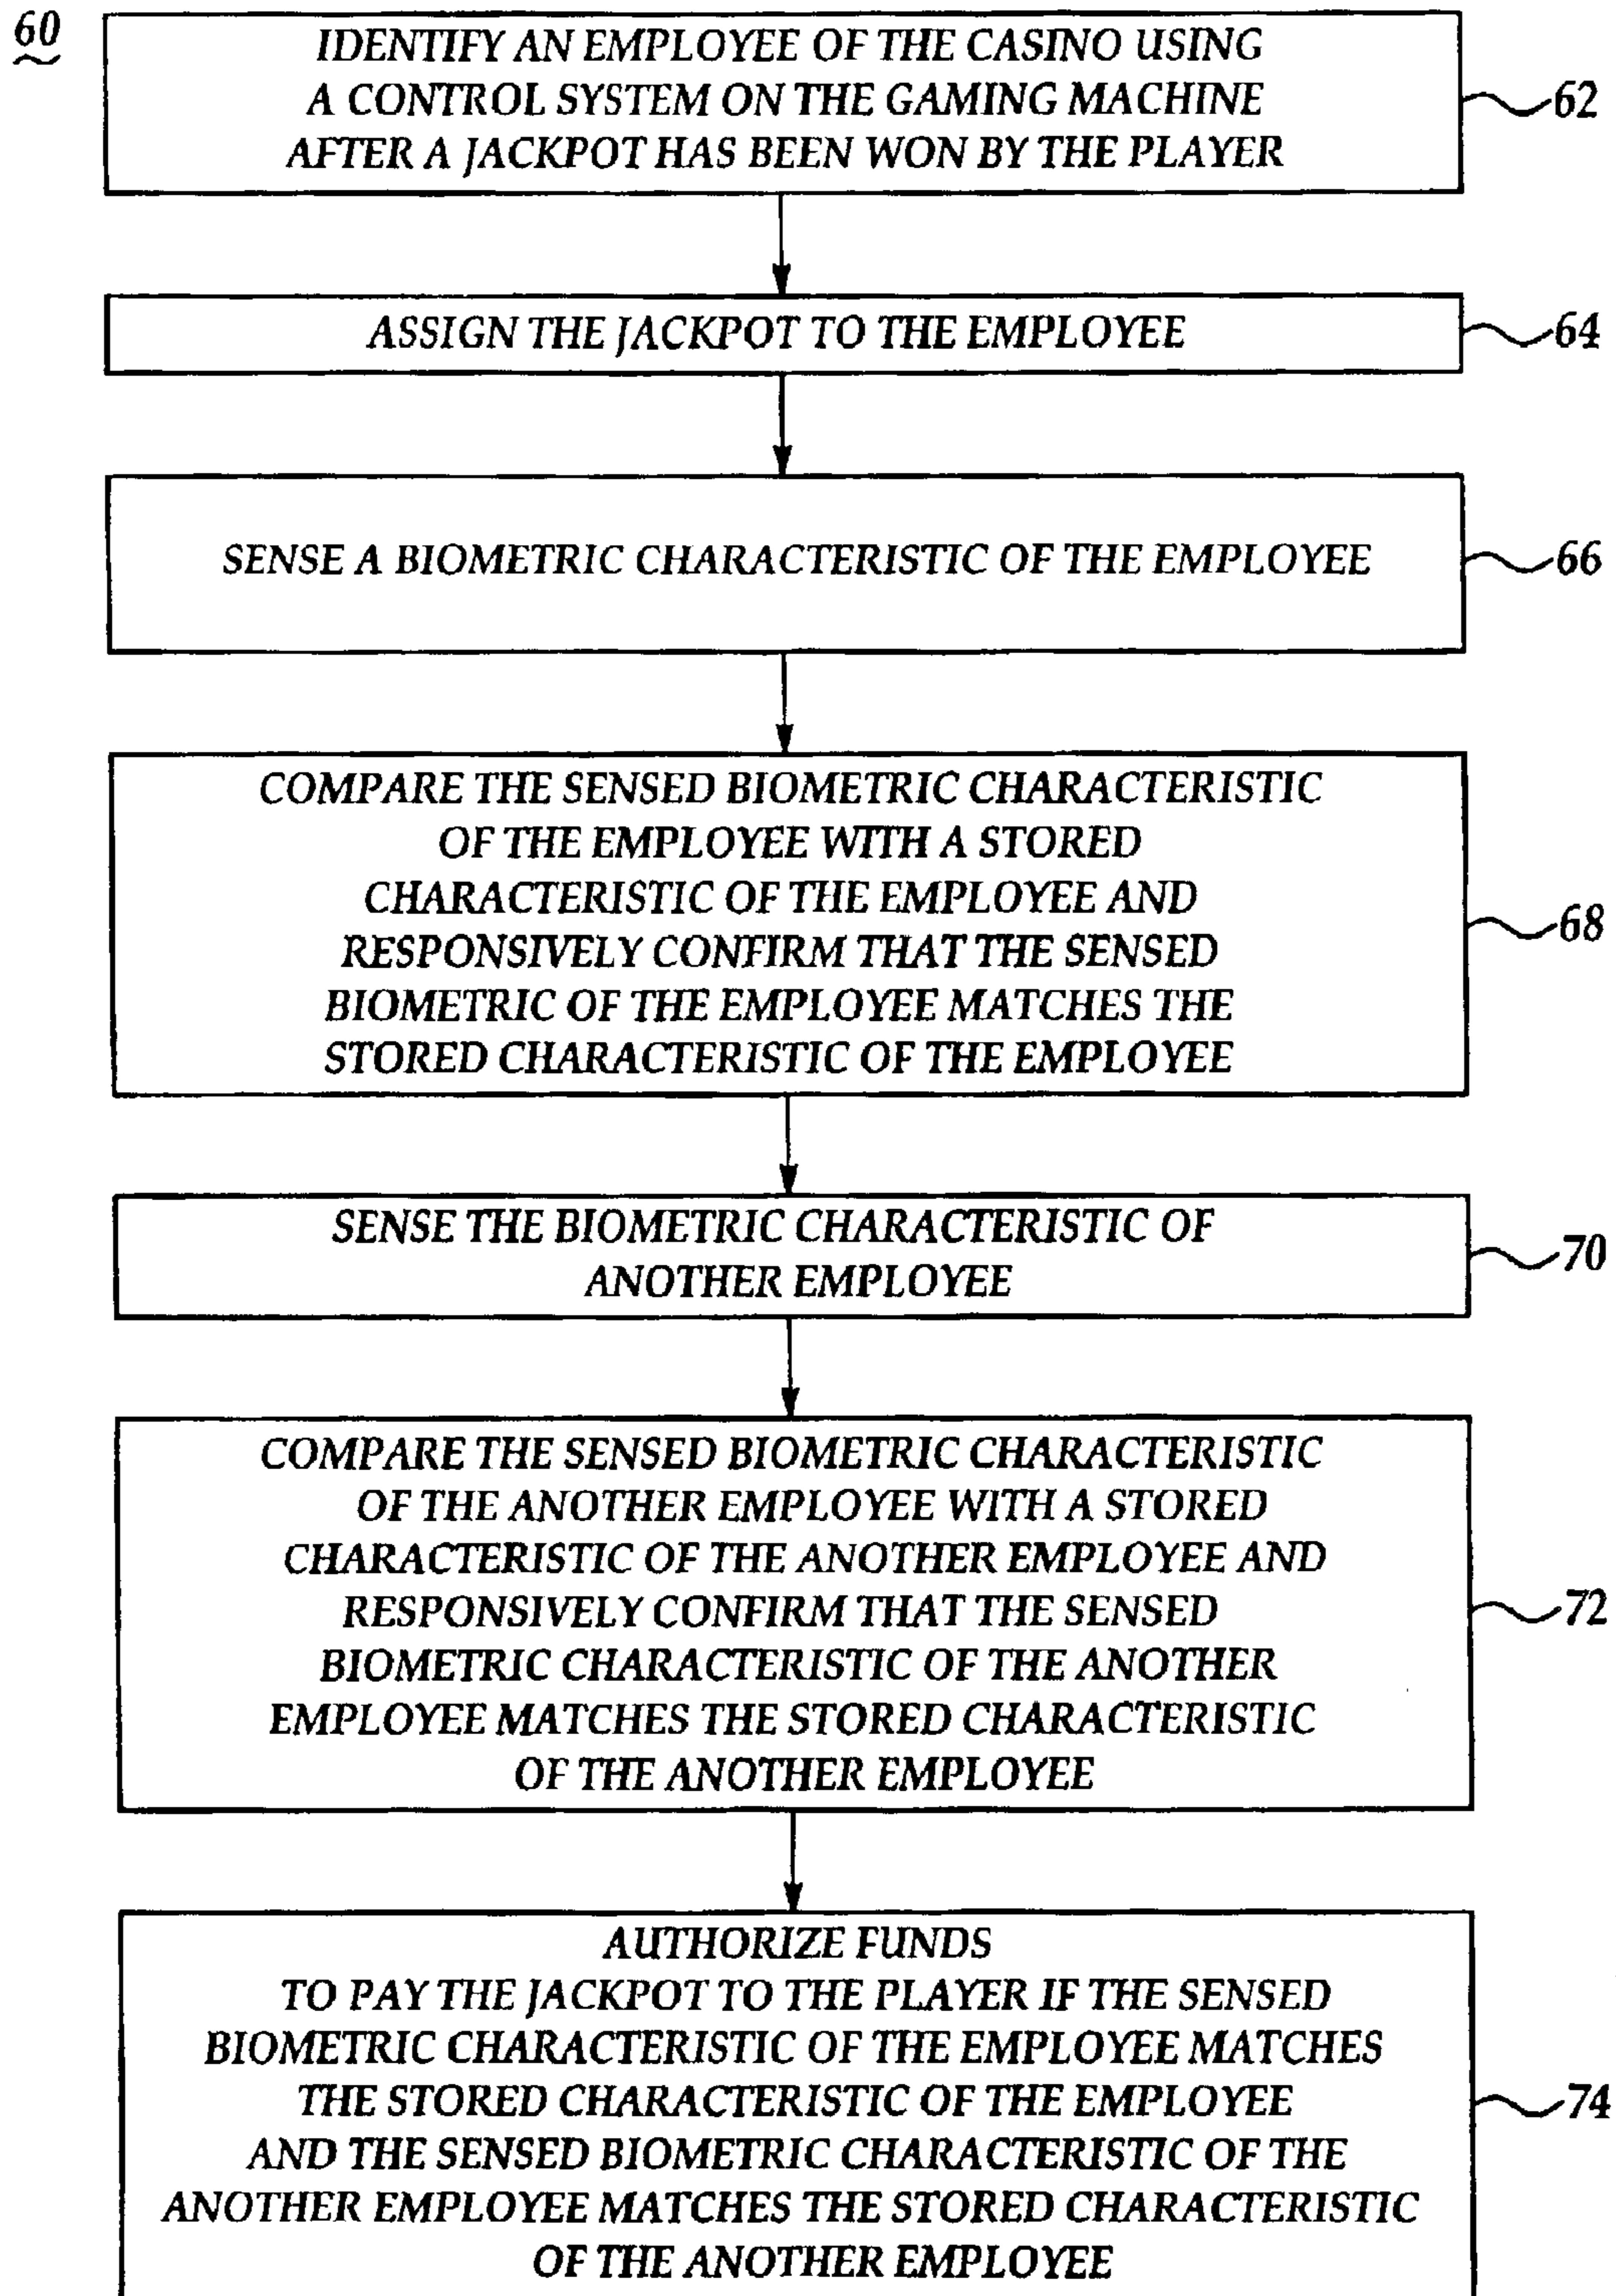 60
IDENTIFY AN EMPLOYEE OF THE CASINO USING
A CONTROL SYSTEM ON THE GAMING MACHINE
AFTER A JACKPOT HAS BEEN WON BY THE PLAYER
62
ASSIGN THE JACKPOT TO THE EMPLOYEE
64
SENSE A BIOMETRIC CHARACTERISTIC OF THE EMPLOYEE
66
COMPARE THE SENSED BIOMETRIC CHARACTERISTIC
OF THE EMPLOYEE WITH A STORED
CHARACTERISTIC OF THE EMPLOYEE AND
RESPONSIVELY CONFIRM THAT THE SENSED
BIOMETRIC OF THE EMPLOYEE MATCHES THE
STORED CHARACTERISTIC OF THE EMPLOYEE
68
SENSE THE BIOMETRIC CHARACTERISTIC OF
ANOTHER EMPLOYEE
70
COMPARE THE SENSED BIOMETRIC CHARACTERISTIC
OF THE ANOTHER EMPLOYEE WITH A STORED
CHARACTERISTIC OF THE ANOTHER EMPLOYEE AND
RESPONSIVELY CONFIRM THAT THE SENSED
BIOMETRIC CHARACTERISTIC OF THE ANOTHER
EMPLOYEE MATCHES THE STORED CHARACTERISTIC
OF THE ANOTHER EMPLOYEE
72
AUTHORIZE FUNDS
TO PAY THE JACKPOT TO THE PLAYER IF THE SENSED
BIOMETRIC CHARACTERISTIC OF THE EMPLOYEE MATCHES
THE STORED CHARACTERISTIC OF THE EMPLOYEE
AND THE SENSED BIOMETRIC CHARACTERISTIC OF THE
ANOTHER EMPLOYEE MATCHES THE STORED CHARACTERISTIC
OF THE ANOTHER EMPLOYEE
74